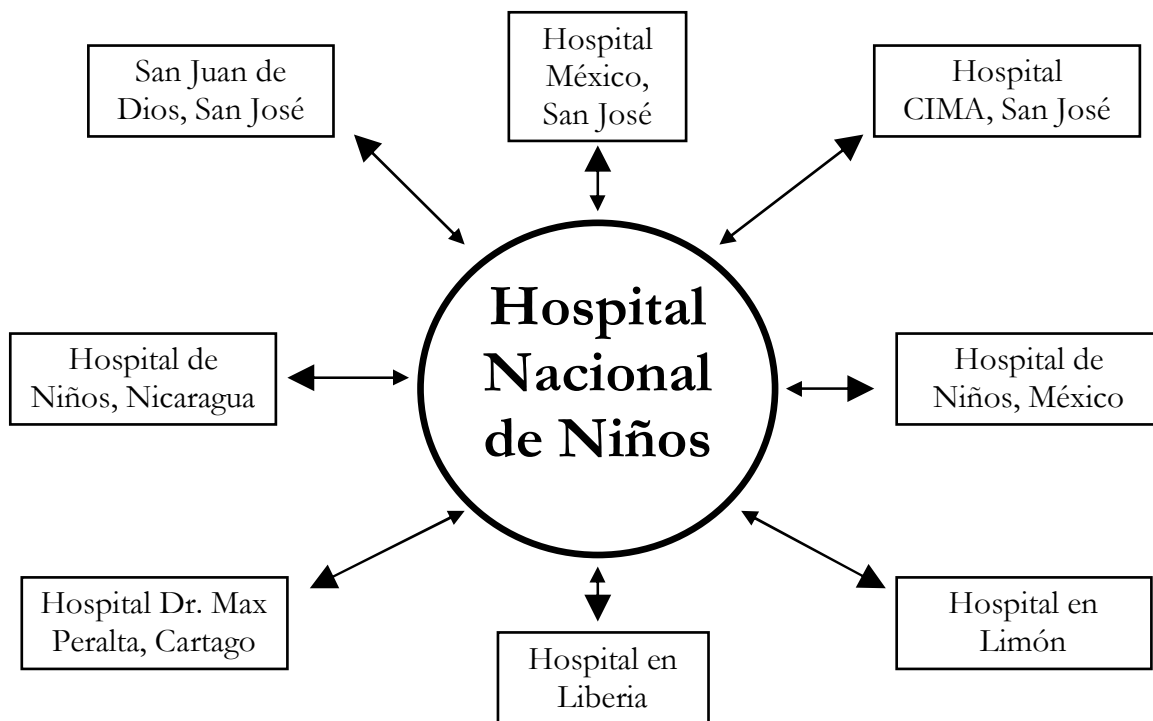 Hospital
México,
San José
San Juan de
Dios, San José
Hospital
CIMA, San José
Hospital
Nacional
de Niños
Hospital de
Niños, Nicaragua
Hospital de
Niños, México
Hospital Dr. Max
Peralta, Cartago
Hospital en
Limón
Hospital en
Liberia